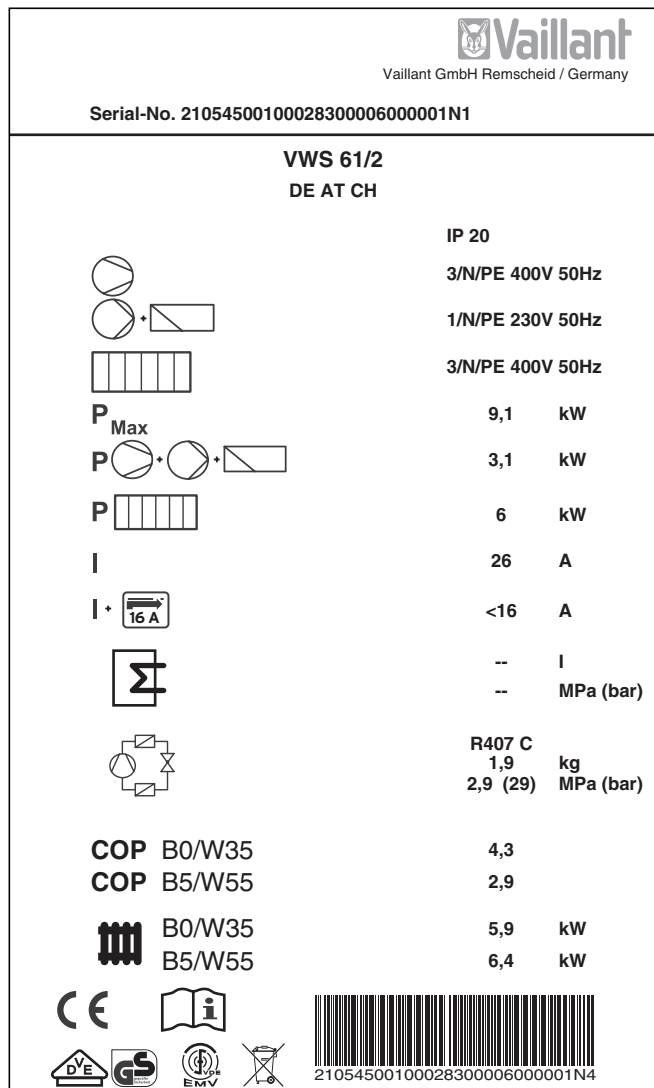 Vaillant
Vaillant GmbH Remscheid / Germany
Serial-No. 21054500100028300006000001N1
VWS 61/2
DE AT CH
IP 20
3/N/PE 400V 50Hz
1/N/PE 230V 50Hz
3/N/PE 400V 50Hz
P Max 9,1 kW
P 3,1 kW
P 6 kW
I 26 A
I + 16 A <16 A
-- l
-- MPa (bar)
R407 C
1,9 kg
2,9 (29) MPa (bar)
COP B0/W35 4,3
COP B5/W55 2,9
B0/W35 5,9 kW
B5/W55 6,4 kW
CE i
DVE GS VDE
EMV
21054500100028300006000001N4